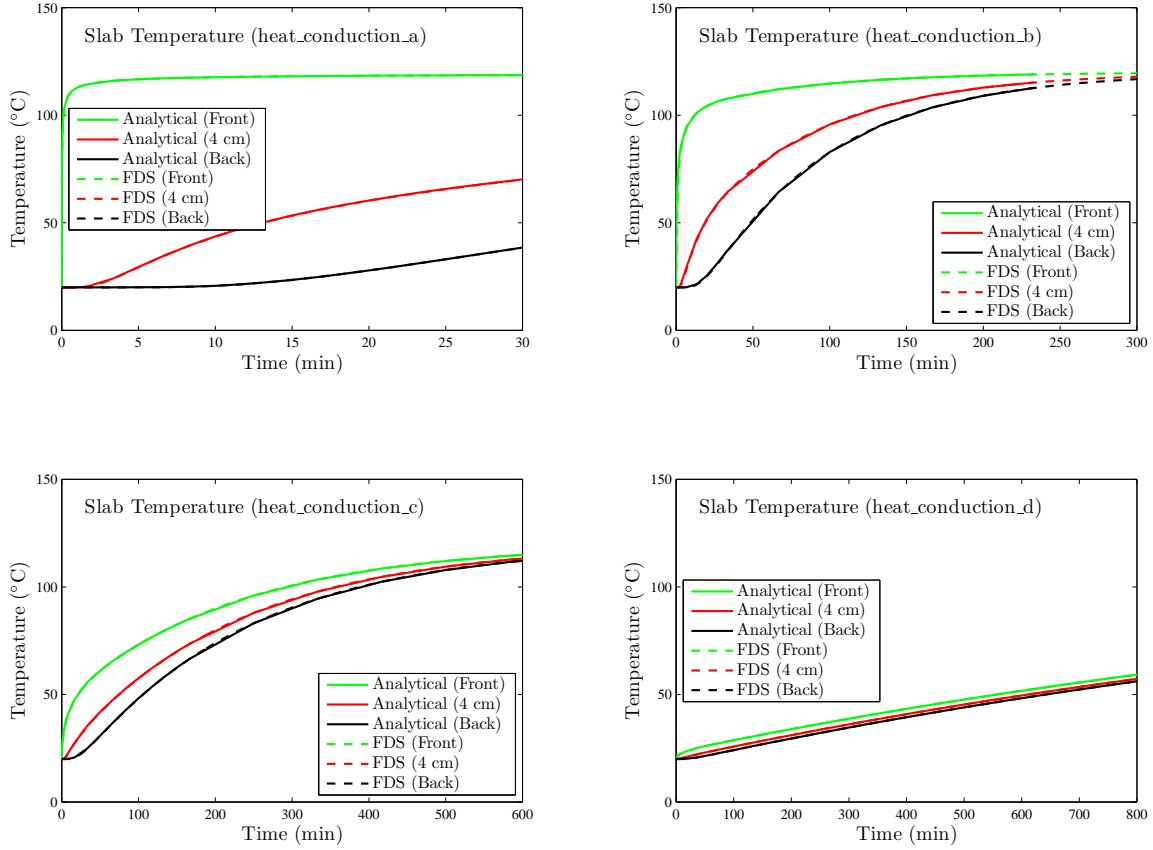 Slab Temperature (heat_conduction_a)
Temperature (°C)
150
100
50
0
Analytical (Front)
Analytical (4 cm)
Analytical (Back)
FDS (Front)
FDS (4 cm)
FDS (Back)
0 5 10 15 20 25 30
Time (min)
Slab Temperature (heat_conduction_b)
Temperature (°C)
150
100
50
0
Analytical (Front)
Analytical (4 cm)
Analytical (Back)
FDS (Front)
FDS (4 cm)
FDS (Back)
0 50 100 150 200 250 300
Time (min)
Slab Temperature (heat_conduction_c)
Temperature (°C)
150
100
50
0
Analytical (Front)
Analytical (4 cm)
Analytical (Back)
FDS (Front)
FDS (4 cm)
FDS (Back)
0 100 200 300 400 500 600
Time (min)
Slab Temperature (heat_conduction_d)
Temperature (°C)
150
100
50
0
Analytical (Front)
Analytical (4 cm)
Analytical (Back)
FDS (Front)
FDS (4 cm)
FDS (Back)
0 100 200 300 400 500 600 700 800
Time (min)